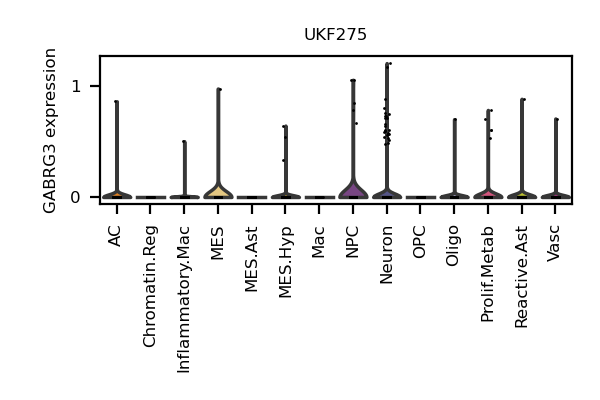 UKF275
GABRG3 expression
1
0
AC
Chromatin.Reg
Inflammatory.Mac
MES
MES.Ast
MES.Hyp
Mac
NPC
Neuron
OPC
Oligo
Prolif.Metab
Reactive.Ast
Vasc